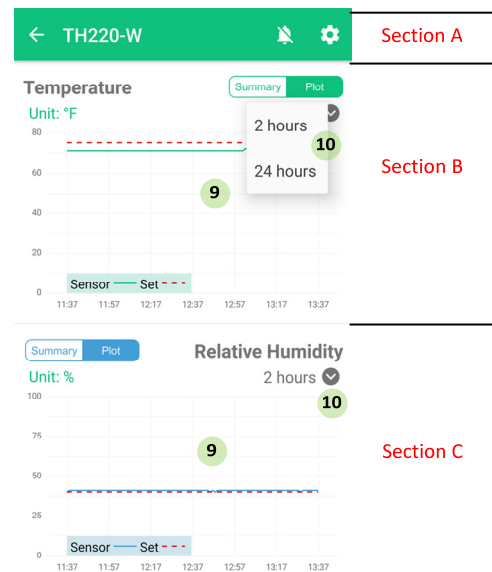 TH220-W
Section A
Temperature
Summary Plot
Unit: °F
2 hours
10
24 hours
Section B
80
60
40
20
0
9
Sensor Set
11:37 11:57 12:17 12:37 12:57 13:17 13:37
Summary Plot
Relative Humidity
Unit: %
2 hours
10
100
75
50
25
0
9
Section C
Sensor Set
11:37 11:57 12:17 12:37 12:57 13:17 13:37